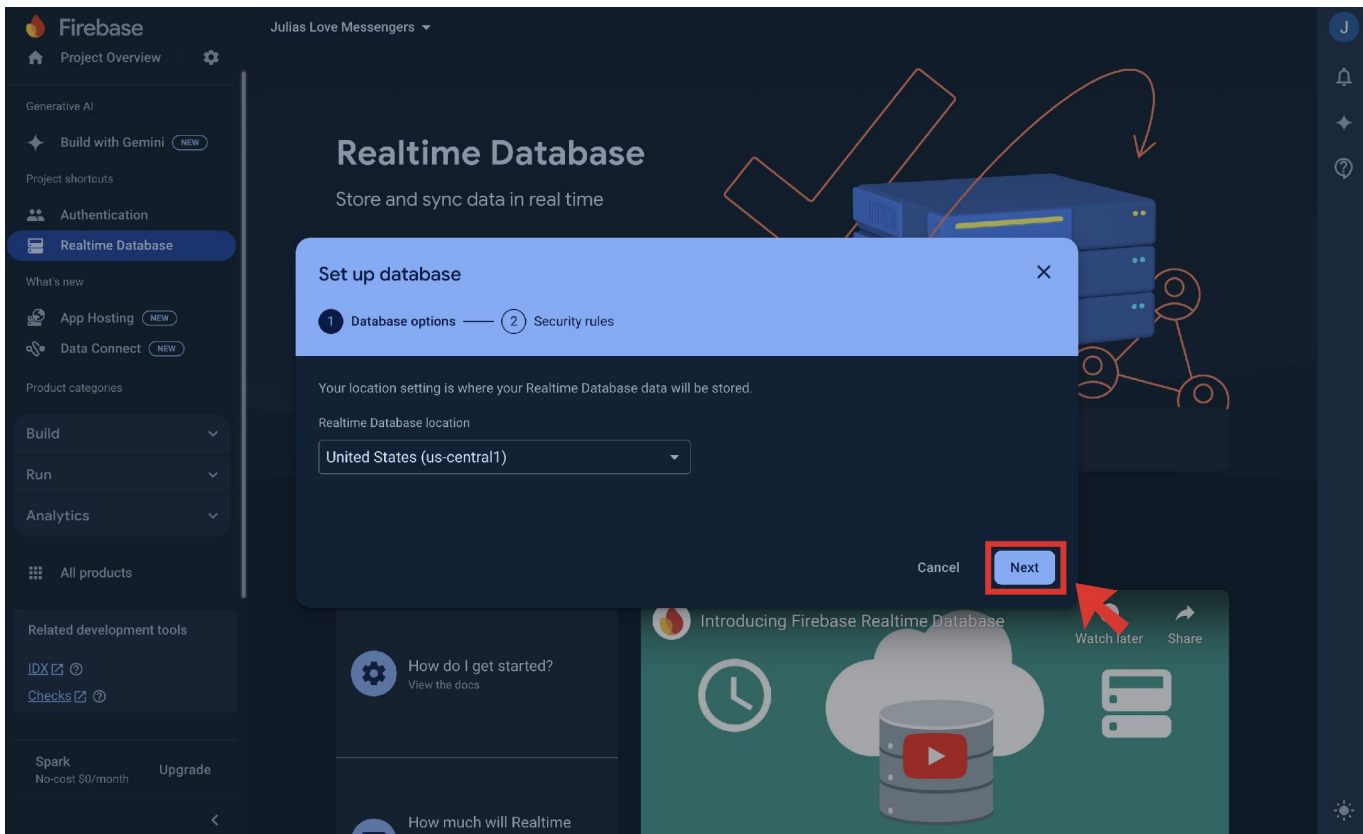 Firebase
Project Overview
Generative AI
Build with Gemini NEW
Project shortcuts
Authentication
Realtime Database
What's new
App Hosting NEW
Data Connect NEW
Product categories
Build
Run
Analytics
All products
Related development tools
IDX
Checks
Spark
No-cost $0/month
Upgrade
Julias Love Messengers
J
Realtime Database
Store and sync data in real time
Set up database
1 Database options
2 Security rules
Your location setting is where your Realtime Database data will be stored.
Realtime Database location
United States (us-central1)
Cancel
Next
How do I get started?
View the docs
How much will Realtime
Introducing Firebase Realtime Database
Watch later
Share